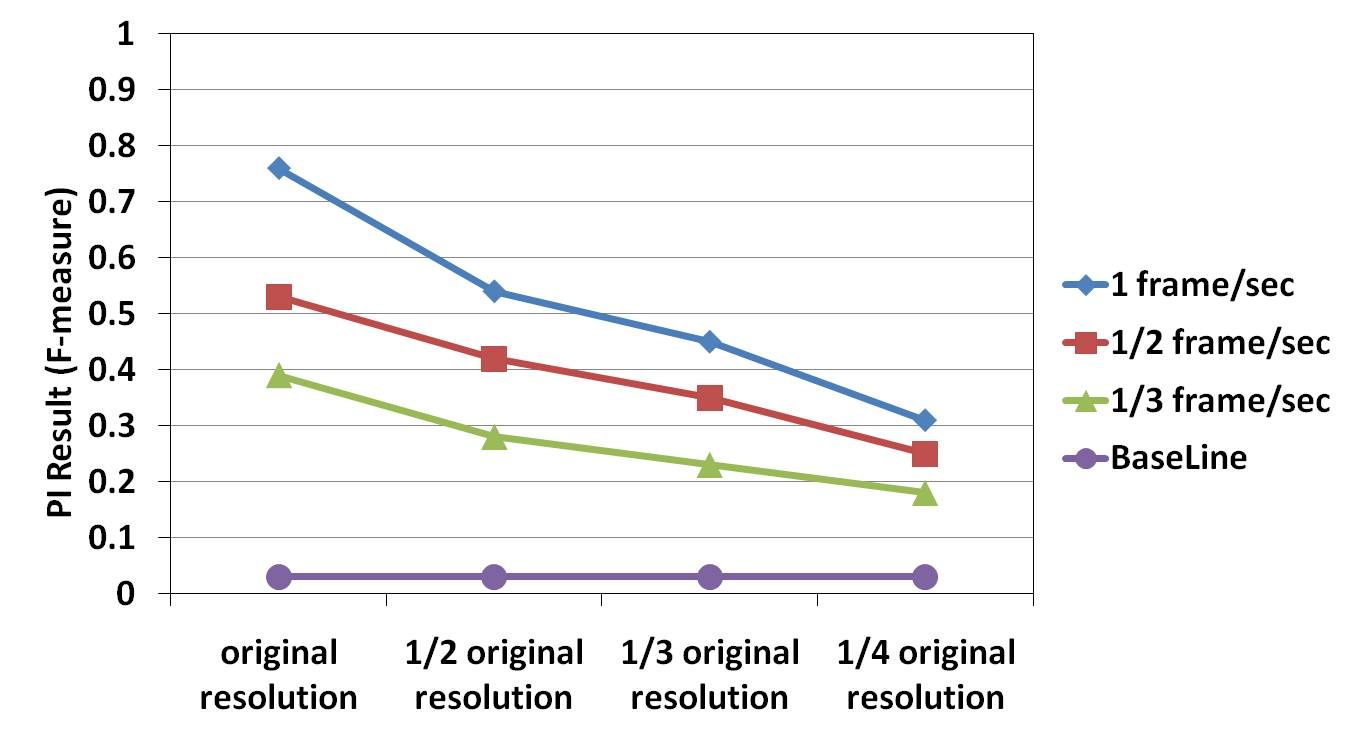 1
0.9
0.8
0.7
0.6
0.5
0.4
0.3
0.2
0.1
0
PI Result (F-measure)
original
resolution
1/2 original
resolution
1/3 original
resolution
1/4 original
resolution
1 frame/sec
1/2 frame/sec
1/3 frame/sec
BaseLine